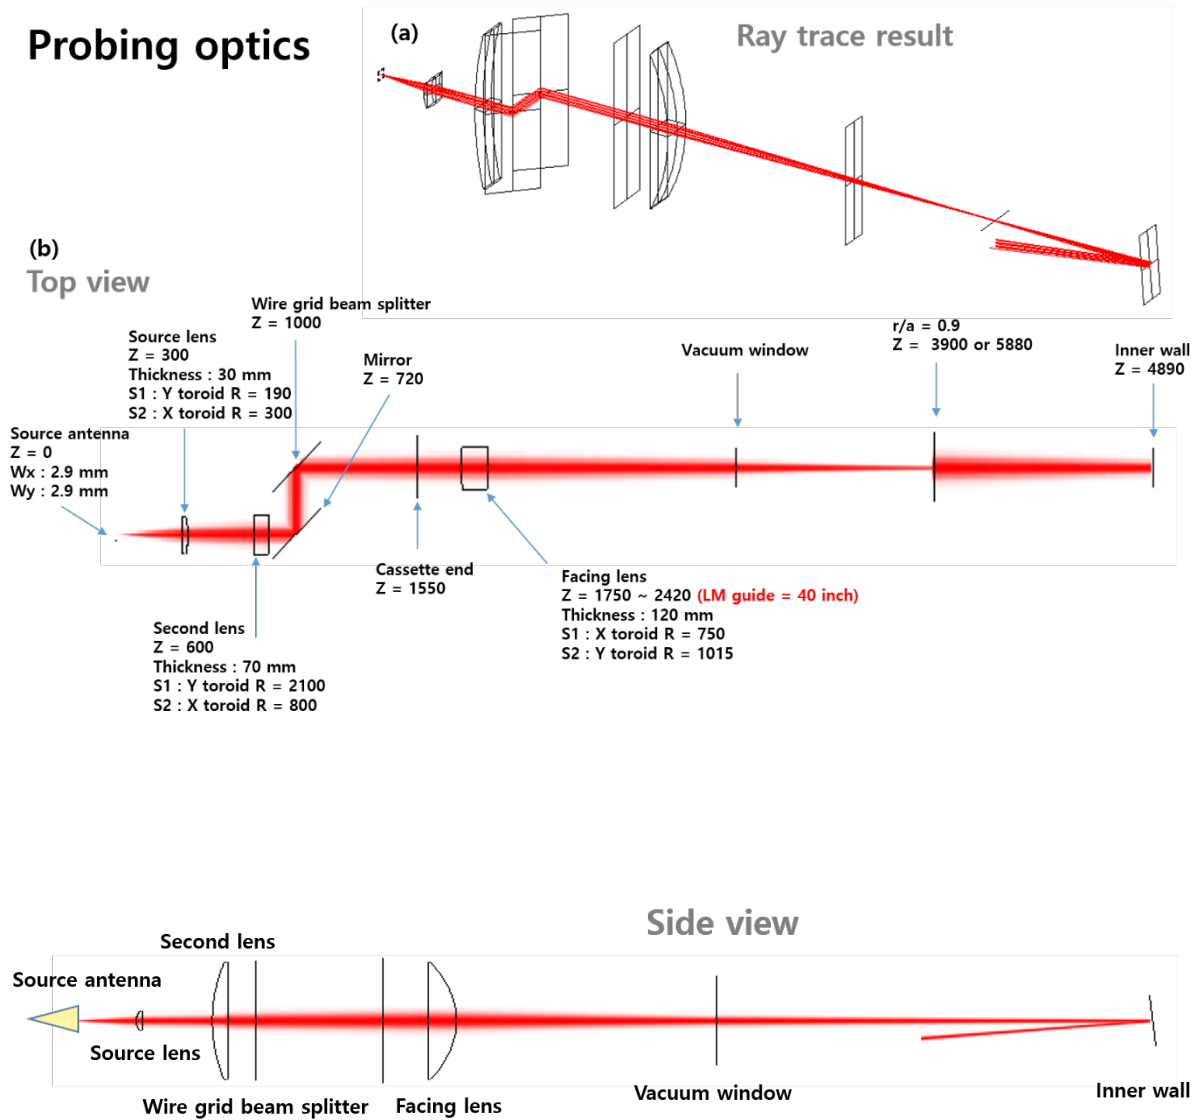 Probing optics
(a)
Ray trace result
(b)
Top view
Wire grid beam splitter
Z = 1000
Source lens
Z = 300
Thickness : 30 mm
S1 : Y toroid R = 190
S2 : X toroid R = 300
Mirror
Z = 720
Vacuum window
r/a = 0.9
Z =  3900 or 5880
Inner wall
Z = 4890
Source antenna
Z = 0
Wx : 2.9 mm
Wy : 2.9 mm
Cassette end
Z = 1550
Facing lens
Z = 1750 ~ 2420 (LM guide = 40 inch)
Thickness : 120 mm
S1 : X toroid R = 750
S2 : Y toroid R = 1015
Second lens
Z = 600
Thickness : 70 mm
S1 : Y toroid R = 2100
S2 : X toroid R = 800
Side view
Second lens
Source antenna
Source lens
Wire grid beam splitter
Facing lens
Vacuum window
Inner wall